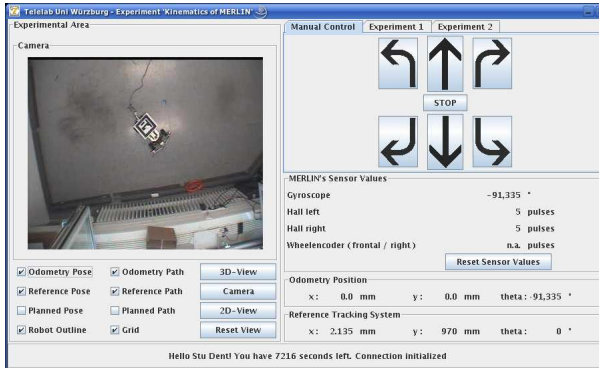 Telelab Uni Würzburg - Experiment 'Kinematics of MERLIN'
Experimental Area
Camera
Odometry Pose
Odometry Path
3D-View
Reference Pose
Reference Path
Camera
Planned Pose
Planned Path
2D-View
Robot Outline
Grid
Reset View
Manual Control
Experiment 1
Experiment 2
STOP
MERLIN's Sensor Values
Gyroscope -91,335 °
Hall left 5 pulses
Hall right 5 pulses
Wheelencoder (frontal / right) n.a. pulses
Reset Sensor Values
Odometry Position
x: 0.0 mm y: 0.0 mm theta: -91,335 °
Reference Tracking System
x: 2.135 mm y: 970 mm theta: 0 °
Hello Stu Dent! You have 7216 seconds left. Connection initialized